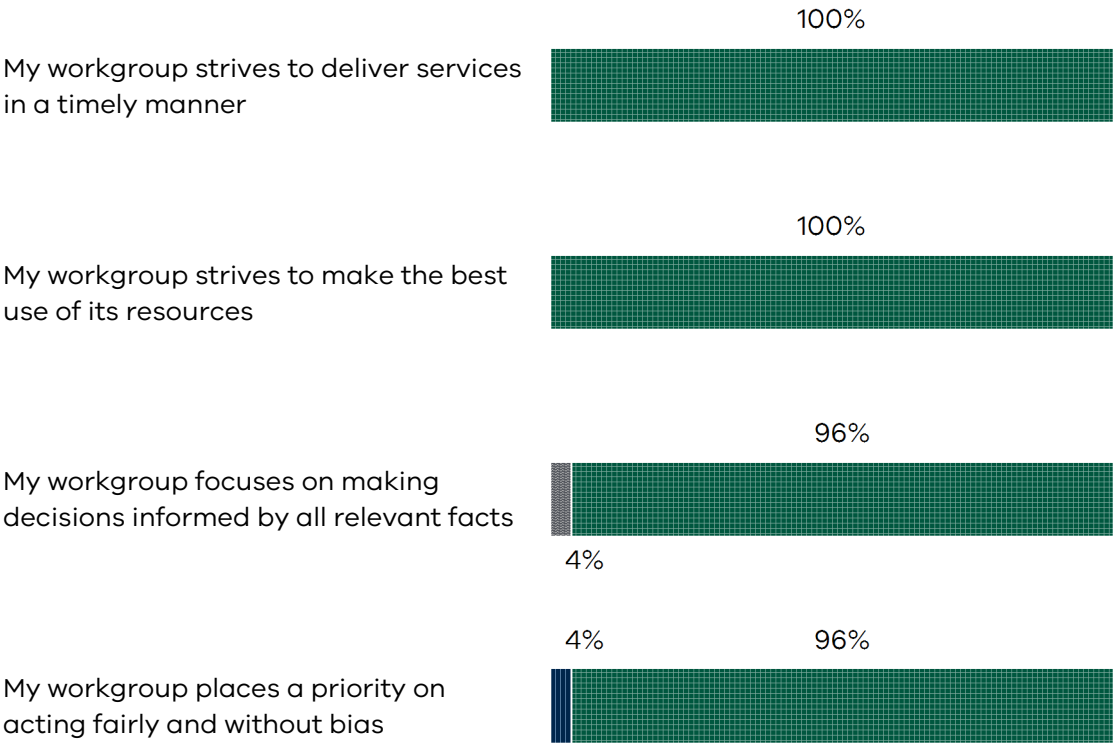 100%
My workgroup strives to deliver services
in a timely manner
100%
My workgroup strives to make the best
use of its resources
96%
My workgroup focuses on making
decisions informed by all relevant facts
4%
4% 96%
My workgroup places a priority on
acting fairly and without bias